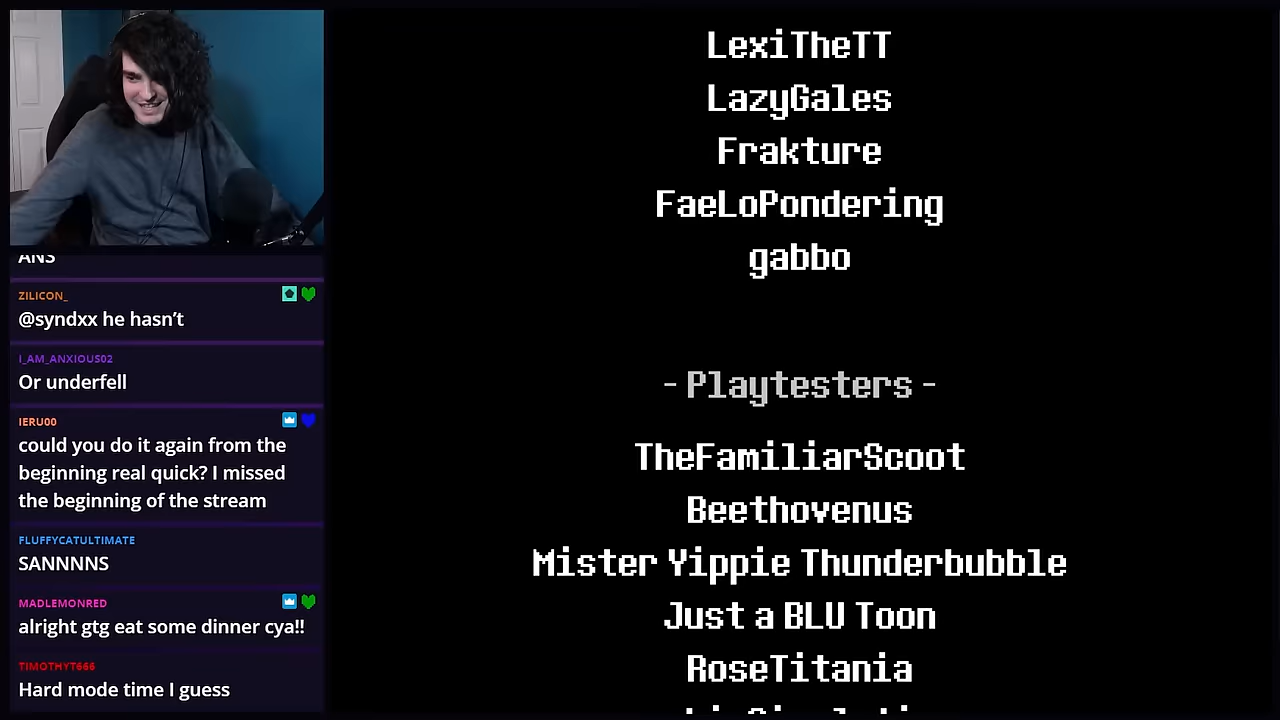 ANS
ZILICON_
@syndxx he hasn't
I_AM_ANXIOUS02
Or underfell
IERU00
could you do it again from the
beginning real quick? I missed
the beginning of the stream
FLUFFYCATULTIMATE
SANNNNS
MADLEMONRED
alright gtg eat some dinner cya!!
TIMOTHYT666
Hard mode time I guess
LexiTheTT
LazyGales
Frakture
FaeLoPondering
gabbo
- Playtesters -
TheFamiliarScoot
Beethovenus
Mister Yippie Thunderbubble
Just a BLU Toon
RoseTitania